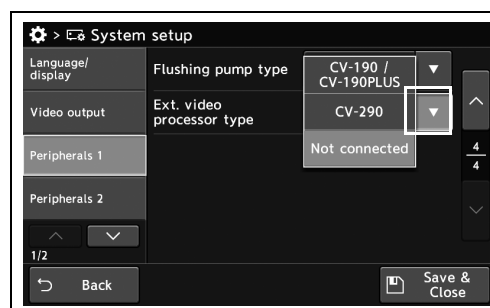 > System setup
Language/
display
Video output
Peripherals 1
Peripherals 2
1/2
Flushing pump type
Ext. video
processor type
CV-190 /
CV-190PLUS
CV-290
Not connected
4
4
Back
Save &
Close